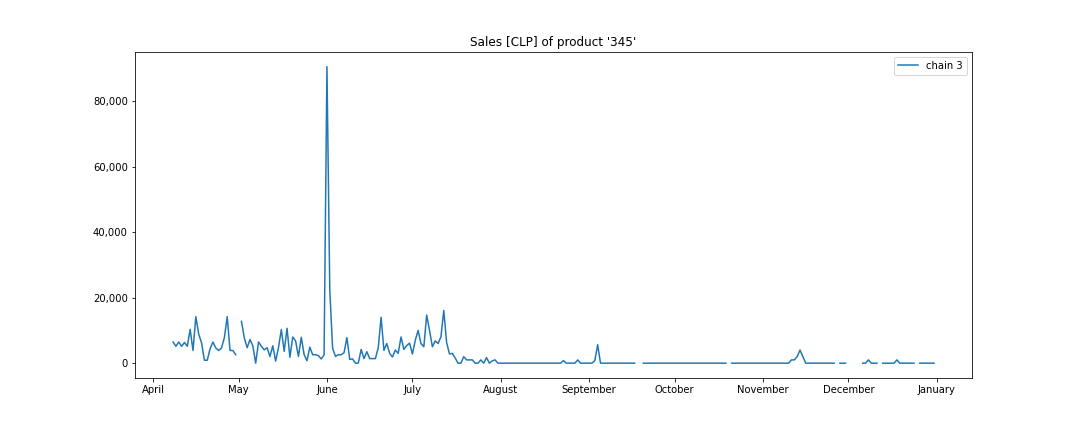 Sales [CLP] of product '345'
chain 3
80,000
60,000
40,000
20,000
0
April May June July August September October November December January